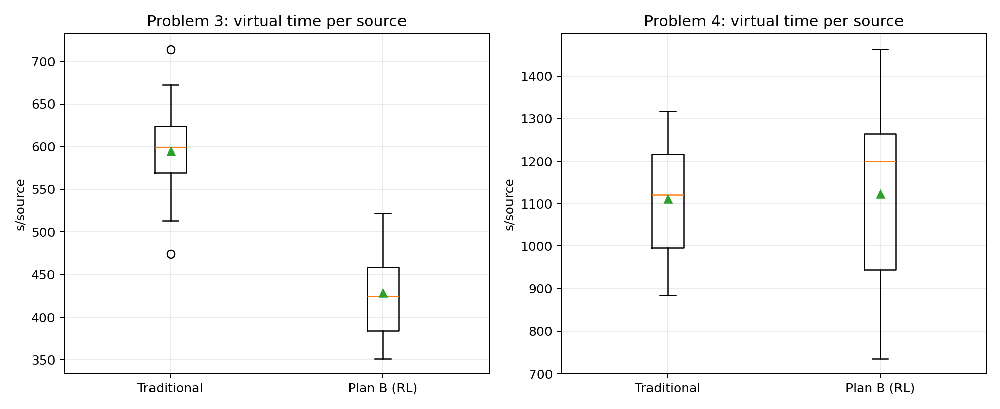 Problem 3: virtual time per source
s/source
700
650
600
550
500
450
400
350
Traditional
Plan B (RL)
Problem 4: virtual time per source
s/source
1400
1300
1200
1100
1000
900
800
700
Traditional
Plan B (RL)